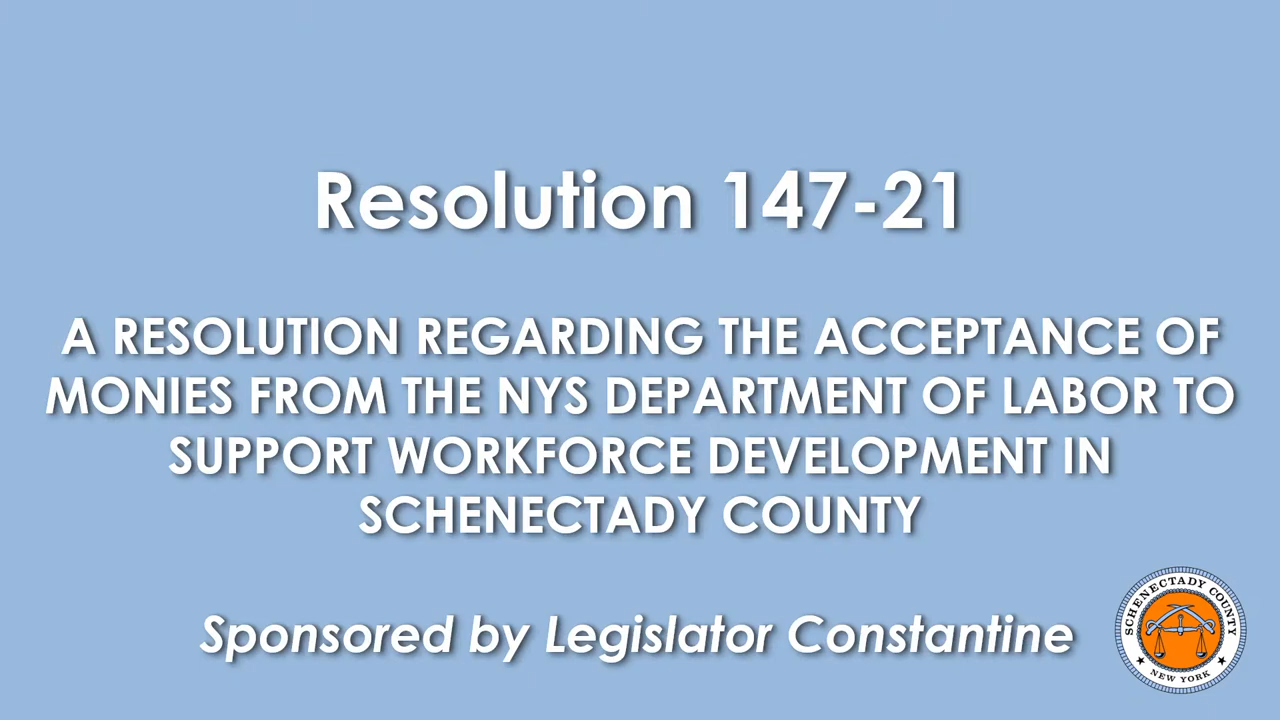 Resolution 147-21
A RESOLUTION REGARDING THE ACCEPTANCE OF
MONIES FROM THE NYS DEPARTMENT OF LABOR TO
SUPPORT WORKFORCE DEVELOPMENT IN
SCHENECTADY COUNTY
Sponsored by Legislator Constantine
SCHENECTADY COUNTY
NEW YORK